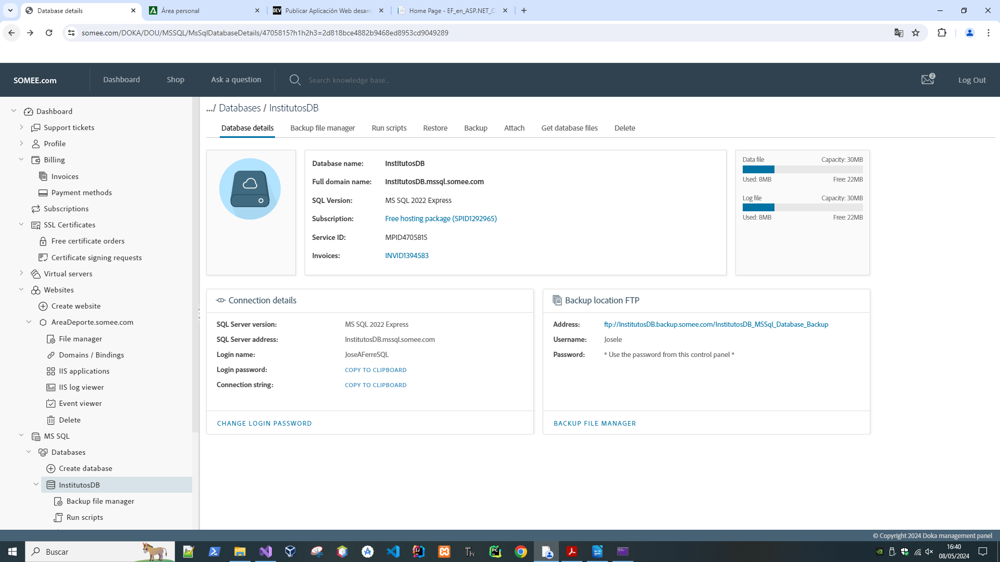 Database details
Área personal
Publicar Aplicación Web desarro
Home Page - EF_en_ASP.NET_C
somee.com/DOKA/DOU/MSSQL/MsSqlDatabaseDetails/4705815?h1h2h3=2d818bce4882b9468ed8953cd9049289
SOMEE.com
Dashboard
Shop
Ask a question
Search knowledge base...
2
Log Out
Dashboard
Support tickets
Profile
Billing
Invoices
Payment methods
Subscriptions
SSL Certificates
Free certificate orders
Certificate signing requests
Virtual servers
Websites
Create website
AreaDeporte.somee.com
File manager
Domains / Bindings
IIS applications
IIS log viewer
Event viewer
Delete
MS SQL
Databases
Create database
InstitutosDB
Backup file manager
Run scripts
.../ Databases / InstitutosDB
Database details
Backup file manager
Run scripts
Restore
Backup
Attach
Get database files
Delete
Database name: InstitutosDB
Full domain name: InstitutosDB.mssql.somee.com
SQL Version: MS SQL 2022 Express
Subscription: Free hosting package (SPID1292965)
Service ID: MPID4705815
Invoices: INVID1394583
Data file Capacity: 30MB
Used: 8MB Free: 22MB
Log file Capacity: 30MB
Used: 8MB Free: 22MB
Connection details
SQL Server version: MS SQL 2022 Express
SQL Server address: InstitutosDB.mssql.somee.com
Login name: JoseAFerreSQL
Login password: COPY TO CLIPBOARD
Connection string: COPY TO CLIPBOARD
CHANGE LOGIN PASSWORD
Backup location FTP
Address: ftp://InstitutosDB.backup.somee.com/InstitutosDB_MSSql_Database_Backup
Username: Josele
Password: * Use the password from this control panel *
BACKUP FILE MANAGER
© Copyright 2024 Doka management panel
Buscar
16:40
08/05/2024